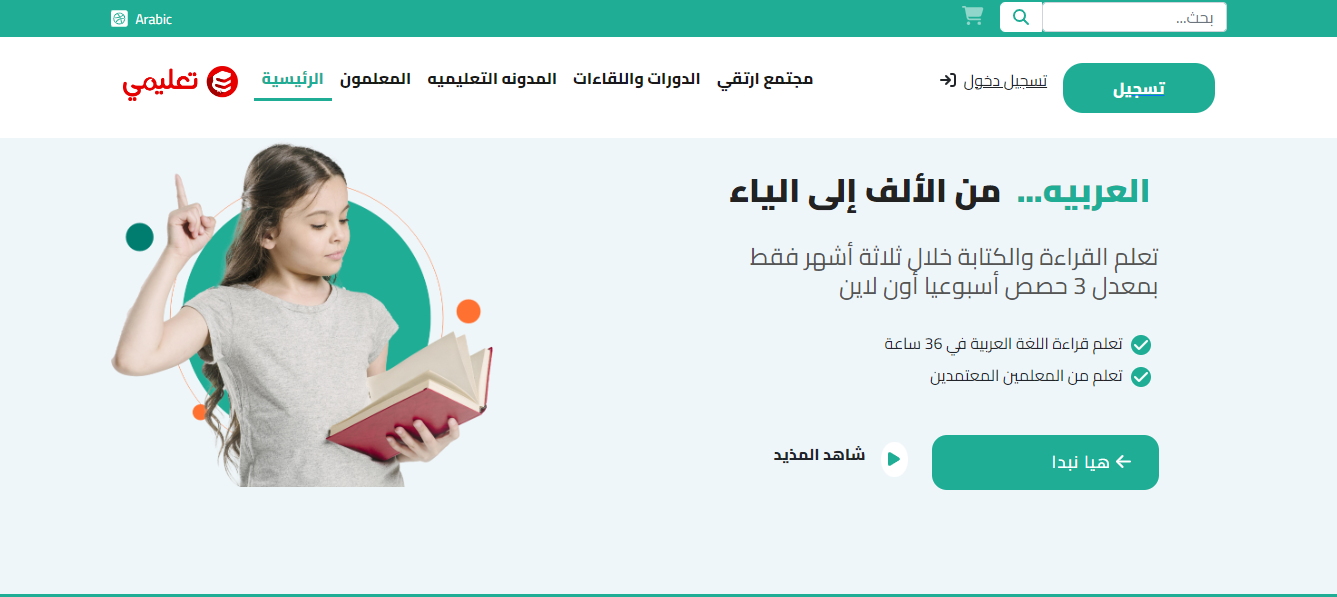 بحث...
Arabic
تسجيل
تسجيل دخول
مجتمع ارتقي
الدورات واللقاءات
المدونه التعليميه
المعلمون
الرئيسية
تعليمي
العربيه... من الألف إلى الياء
تعلم القراءة والكتابة خلال ثلاثة أشهر فقط
بمعدل 3 حصص أسبوعيا أون لاين
تعلم قراءة اللغة العربية في 36 ساعة
تعلم من المعلمين المعتمدين
هيا نبدا
شاهد المذيد